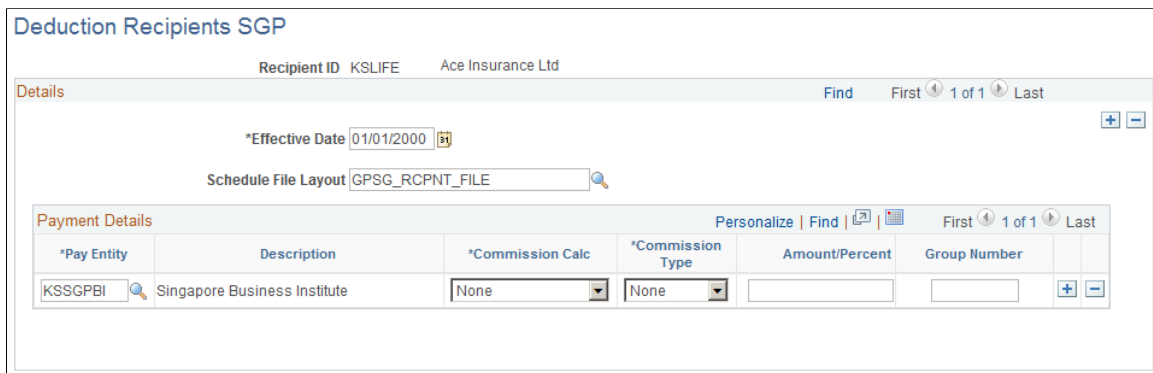 Deduction Recipients SGP
Recipient ID KSLIFE Ace Insurance Ltd
Details Find First 1 of 1 Last
*Effective Date 01/01/2000 31
Schedule File Layout GPSG_RCPNT_FILE
Payment Details Personalize | Find | | First 1 of 1 Last
*Pay Entity Description *Commission Calc *Commission Type Amount/Percent Group Number
KSSGPBI Singapore Business Institute None None